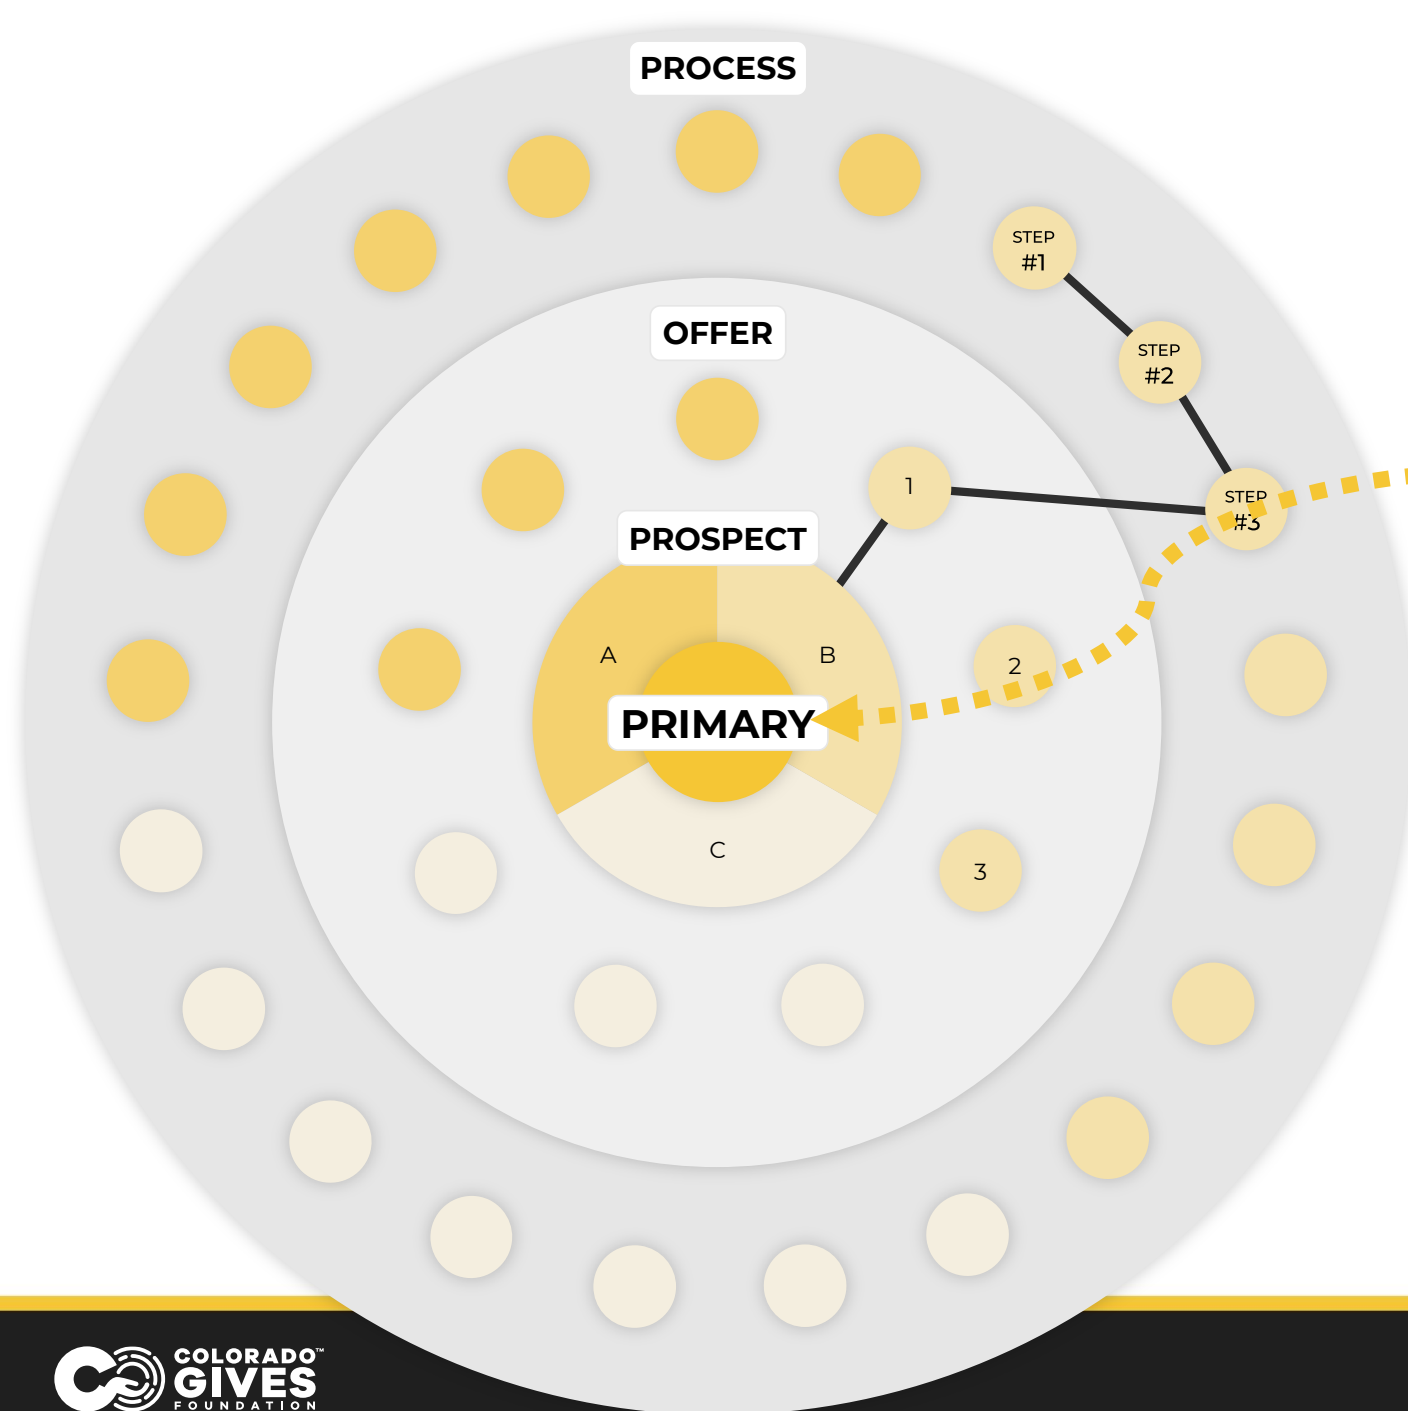 PROCESS
STEP
#1
STEP
#2
OFFER
1
STEP
#3
PROSPECT
A
B
2
PRIMARY
C
3
COLORADO™
GIVES
FOUNDATION